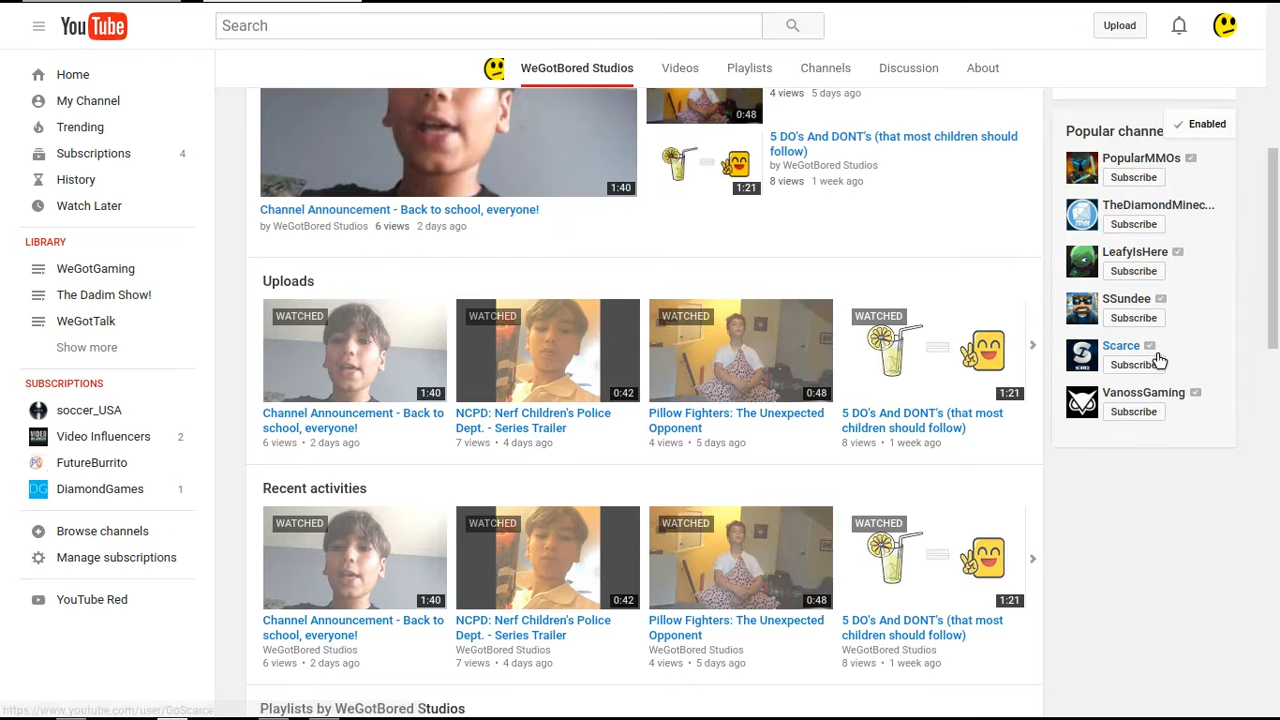 YouTube
Search
Upload
WeGotBored Studios Videos Playlists Channels Discussion About
Home
My Channel
Trending
Subscriptions 4
History
Watch Later
LIBRARY
WeGotGaming
The Dadim Show!
WeGotTalk
Show more
SUBSCRIPTIONS
soccer_USA
Video Influencers 2
FutureBurrito
DG DiamondGames 1
Browse channels
Manage subscriptions
YouTube Red
https://www.youtube.com/user/GoScarce
1:40
Channel Announcement - Back to school, everyone!
by WeGotBored Studios 6 views 2 days ago
0:48
4 views 5 days ago
1:21
5 DO's And DONT's (that most children should
follow)
by WeGotBored Studios
8 views 1 week ago
Uploads
WATCHED
1:40
Channel Announcement - Back to
school, everyone!
6 views • 2 days ago
WATCHED
0:42
NCPD: Nerf Children's Police
Dept. - Series Trailer
7 views • 4 days ago
WATCHED
0:48
Pillow Fighters: The Unexpected
Opponent
4 views • 5 days ago
WATCHED
1:21
5 DO's And DONT's (that most
children should follow)
8 views • 1 week ago
Recent activities
WATCHED
1:40
Channel Announcement - Back to
school, everyone!
WeGotBored Studios
6 views • 2 days ago
WATCHED
0:42
NCPD: Nerf Children's Police
Dept. - Series Trailer
WeGotBored Studios
7 views • 4 days ago
WATCHED
0:48
Pillow Fighters: The Unexpected
Opponent
WeGotBored Studios
4 views • 5 days ago
WATCHED
1:21
5 DO's And DONT's (that most
children should follow)
WeGotBored Studios
8 views • 1 week ago
Playlists by WeGotBored Studios
Popular channe
Enabled
PopularMMOs
Subscribe
TheDiamondMinec...
Subscribe
LeafyIsHere
Subscribe
SSundee
Subscribe
Scarce
Subscribe
VanossGaming
Subscribe